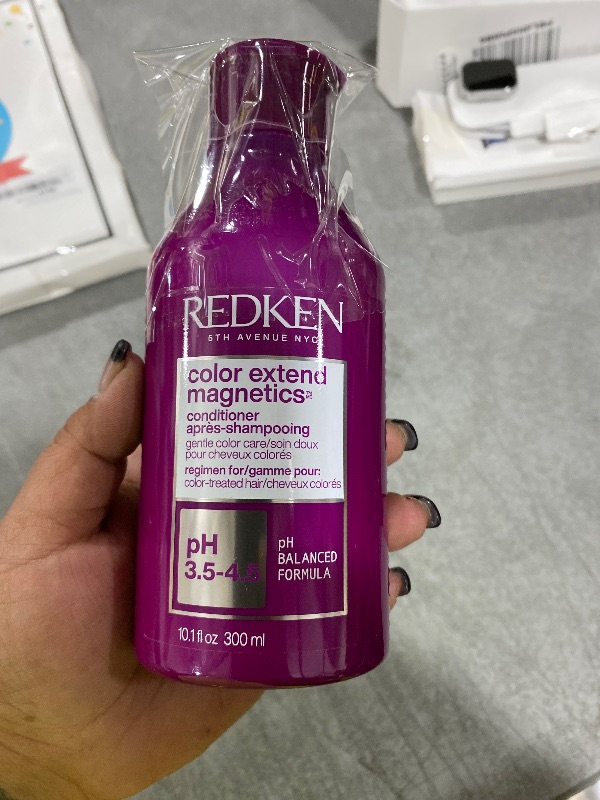 REDKEN
5TH AVENUE NYC
color extend
magnetics
conditioner
après-shampooing
gentle color care/soin doux
pour cheveux colorés
regimen for/gamme pour:
color-treated hair/cheveux colorés
pH
3.5-4.5
pH
BALANCED
FORMULA
10.1 fl oz 300 ml